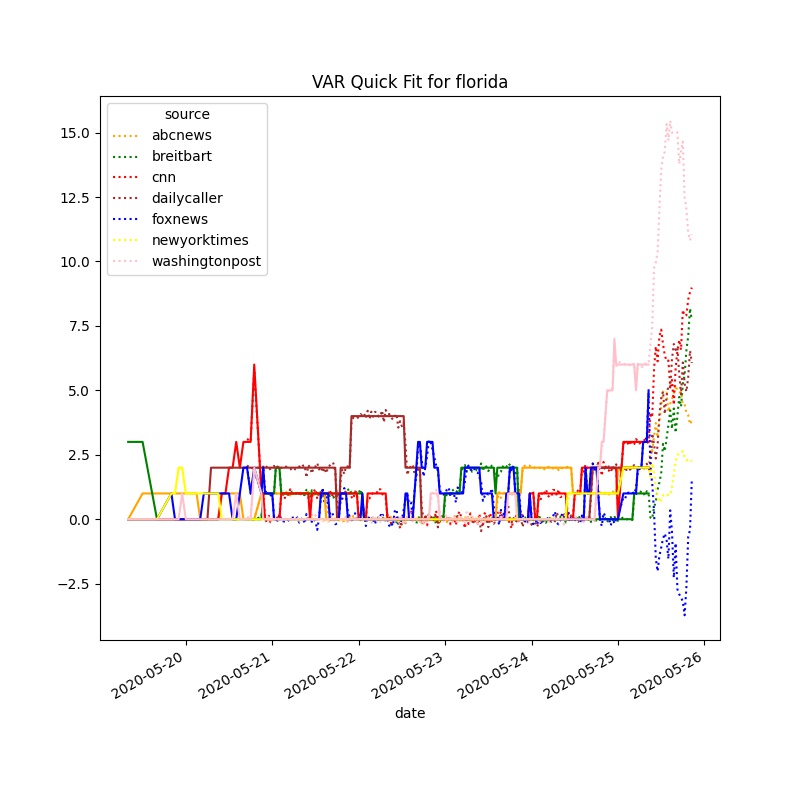 VAR Quick Fit for florida
source
abcnews
breitbart
cnn
dailycaller
foxnews
newyorktimes
washingtonpost
15.0
12.5
10.0
7.5
5.0
2.5
0.0
−2.5
2020-05-20
2020-05-21
2020-05-22
2020-05-23
2020-05-24
2020-05-25
2020-05-26
date